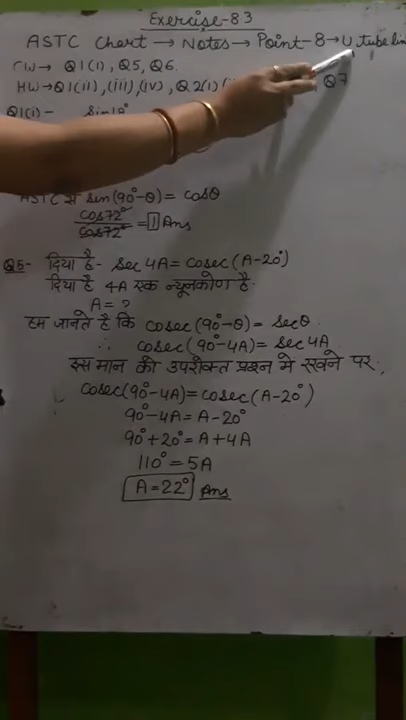 Exercise-8.3
ASTC Chart → Notes → Point-8 → U tube
CW → Q1(i), Q5, Q6.
HW → Q1(ii), (iii), (iv), Q2(i)
Q7
Q1(i)- Sin18°
ASTC से sen(90°-θ) = cosθ
cos72° / cos72° = 1 Ans
Q5- दिया है- sec 4A = cosec(A-20°)
दिया है 4A एक न्यूनकोण है.
A = ?
हम जानते है कि cosec(90°-θ) = secθ
∴ cosec(90°-4A) = sec 4A
इस मान को उपरोक्त प्रश्न मे रखने पर,
cosec(90°-4A) = cosec(A-20°)
90°-4A = A-20°
90°+20° = A+4A
110° = 5A
A = 22° Ans